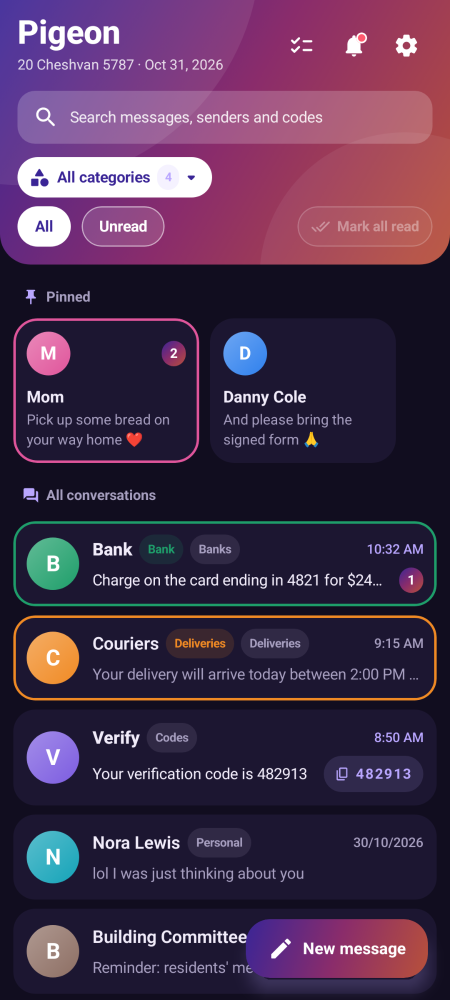 Pigeon
20 Cheshvan 5787 · Oct 31, 2026
Search messages, senders and codes
All categories 4
All Unread Mark all read
Pinned
M 2
Mom
Pick up some bread on
your way home ❤️
D
Danny Cole
And please bring the
signed form 🙏
All conversations
B
Bank Bank Banks 10:32 AM
Charge on the card ending in 4821 for $24… 1
C
Couriers Deliveries Deliveries 9:15 AM
Your delivery will arrive today between 2:00 PM …
V
Verify Codes 8:50 AM
Your verification code is 482913 482913
N
Nora Lewis Personal 30/10/2026
lol I was just thinking about you
B
Building Committee
Reminder: residents' me
New message